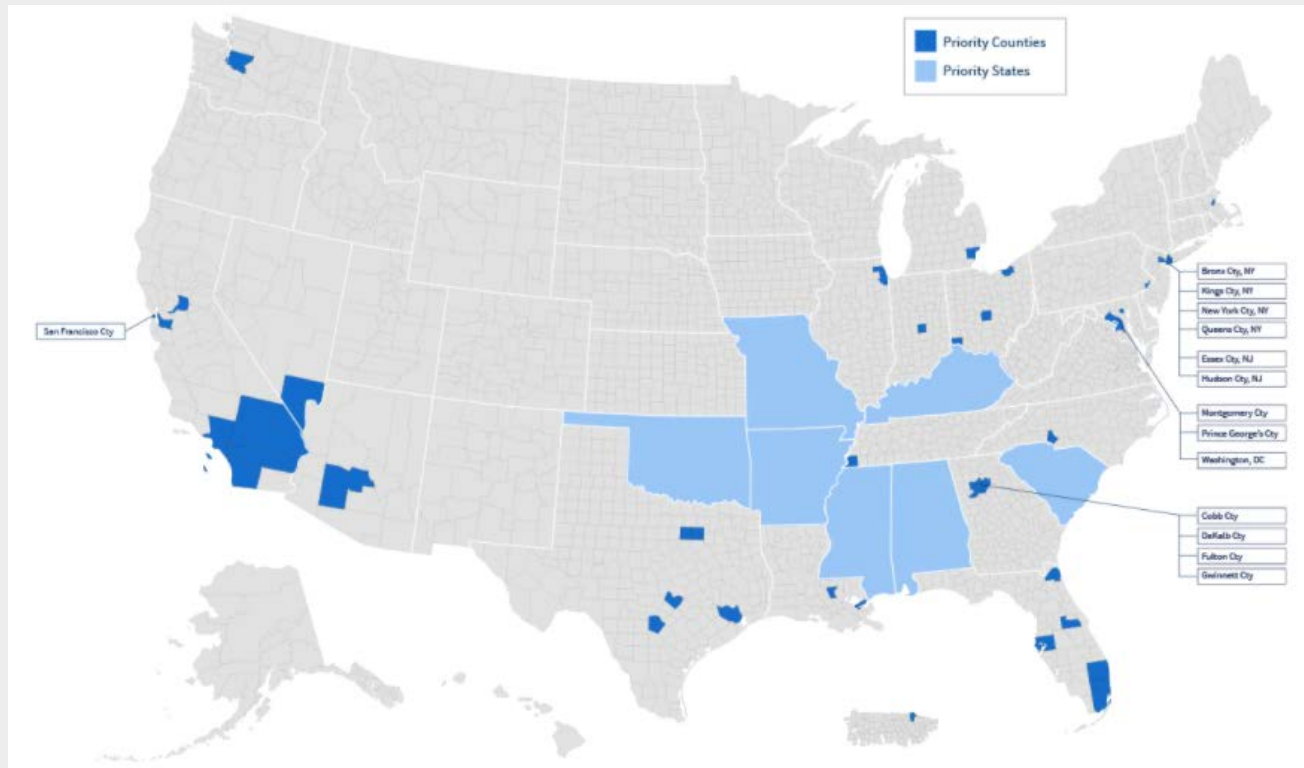 Priority Counties
Priority States
San Francisco Cty
Bronx Cty, NY
Kings Cty, NY
New York Cty, NY
Queens Cty, NY
Essex Cty, NJ
Hudson Cty, NJ
Montgomery Cty
Prince George's Cty
Washington, DC
Cobb Cty
DeKalb Cty
Fulton Cty
Gwinnett Cty